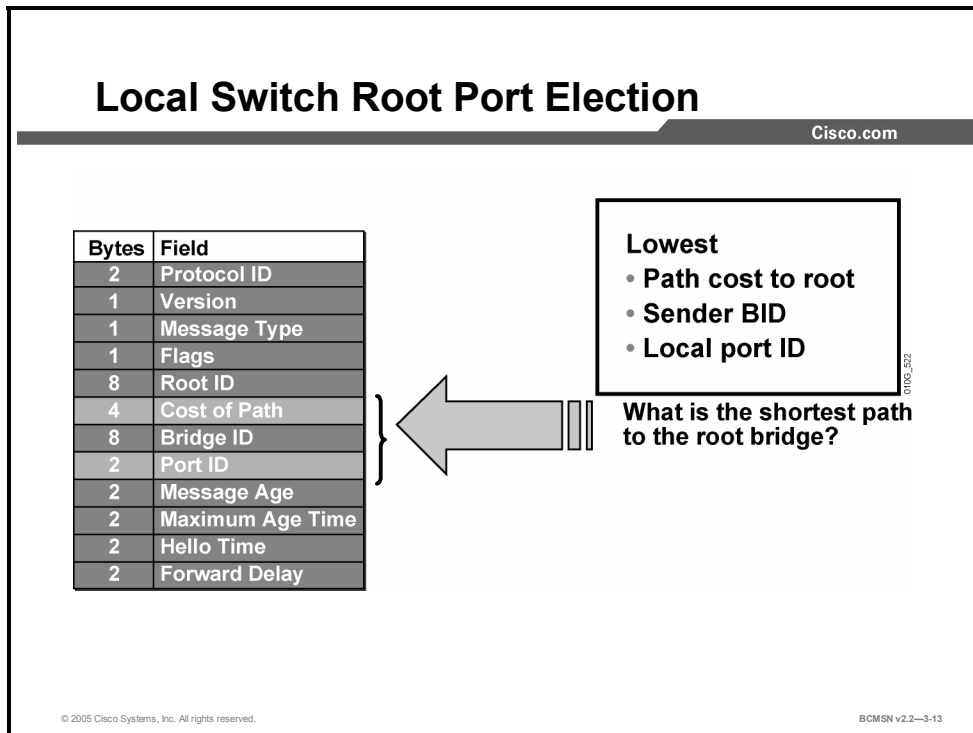 Local Switch Root Port Election
Cisco.com
Bytes Field
2 Protocol ID
1 Version
1 Message Type
1 Flags
8 Root ID
4 Cost of Path
8 Bridge ID
2 Port ID
2 Message Age
2 Maximum Age Time
2 Hello Time
2 Forward Delay
Lowest
• Path cost to root
• Sender BID
• Local port ID
010G_522
What is the shortest path
to the root bridge?
© 2005 Cisco Systems, Inc. All rights reserved.
BCMSN v2.2—3-13